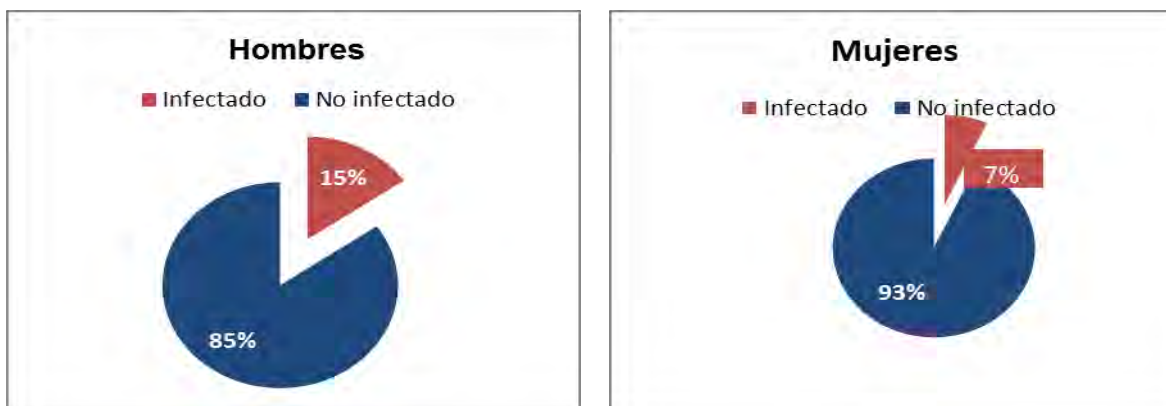 Hombres
Infectado No infectado
15%
85%
Mujeres
Infectado No infectado
7%
93%